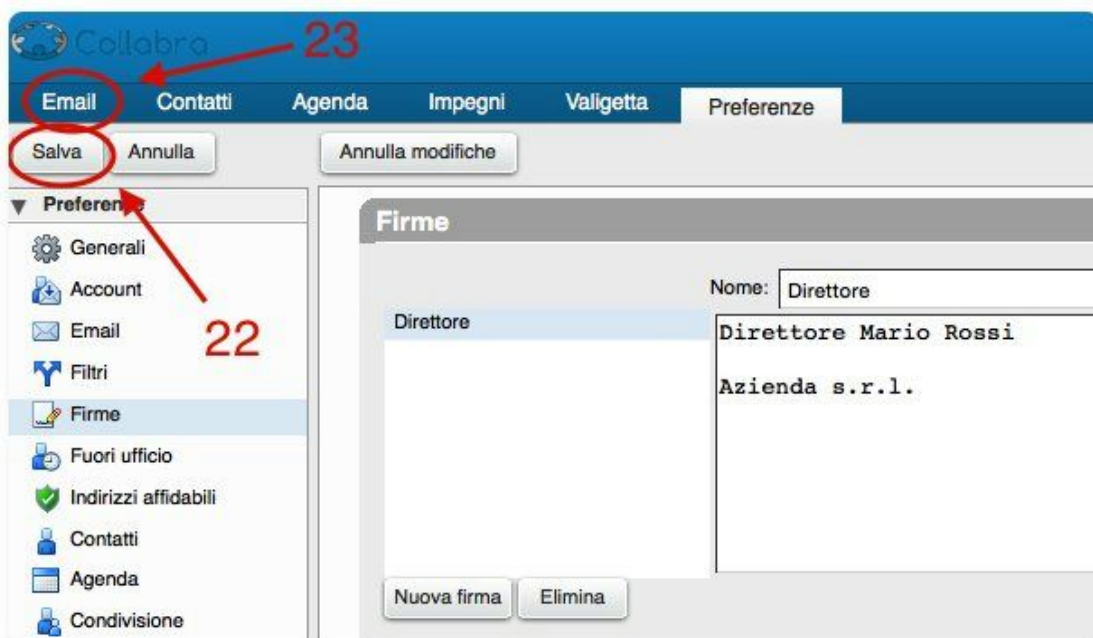 Collabra
23
Email Contatti Agenda Impegni Valigetta Preferenze
Salva Annulla Annulla modifiche
Preferenze
Generali
Account
Email
22
Filtri
Firme
Fuori ufficio
Indirizzi affidabili
Contatti
Agenda
Condivisione
Firme
Nome: Direttore
Direttore
Direttore Mario Rossi
Azienda s.r.l.
Nuova firma Elimina